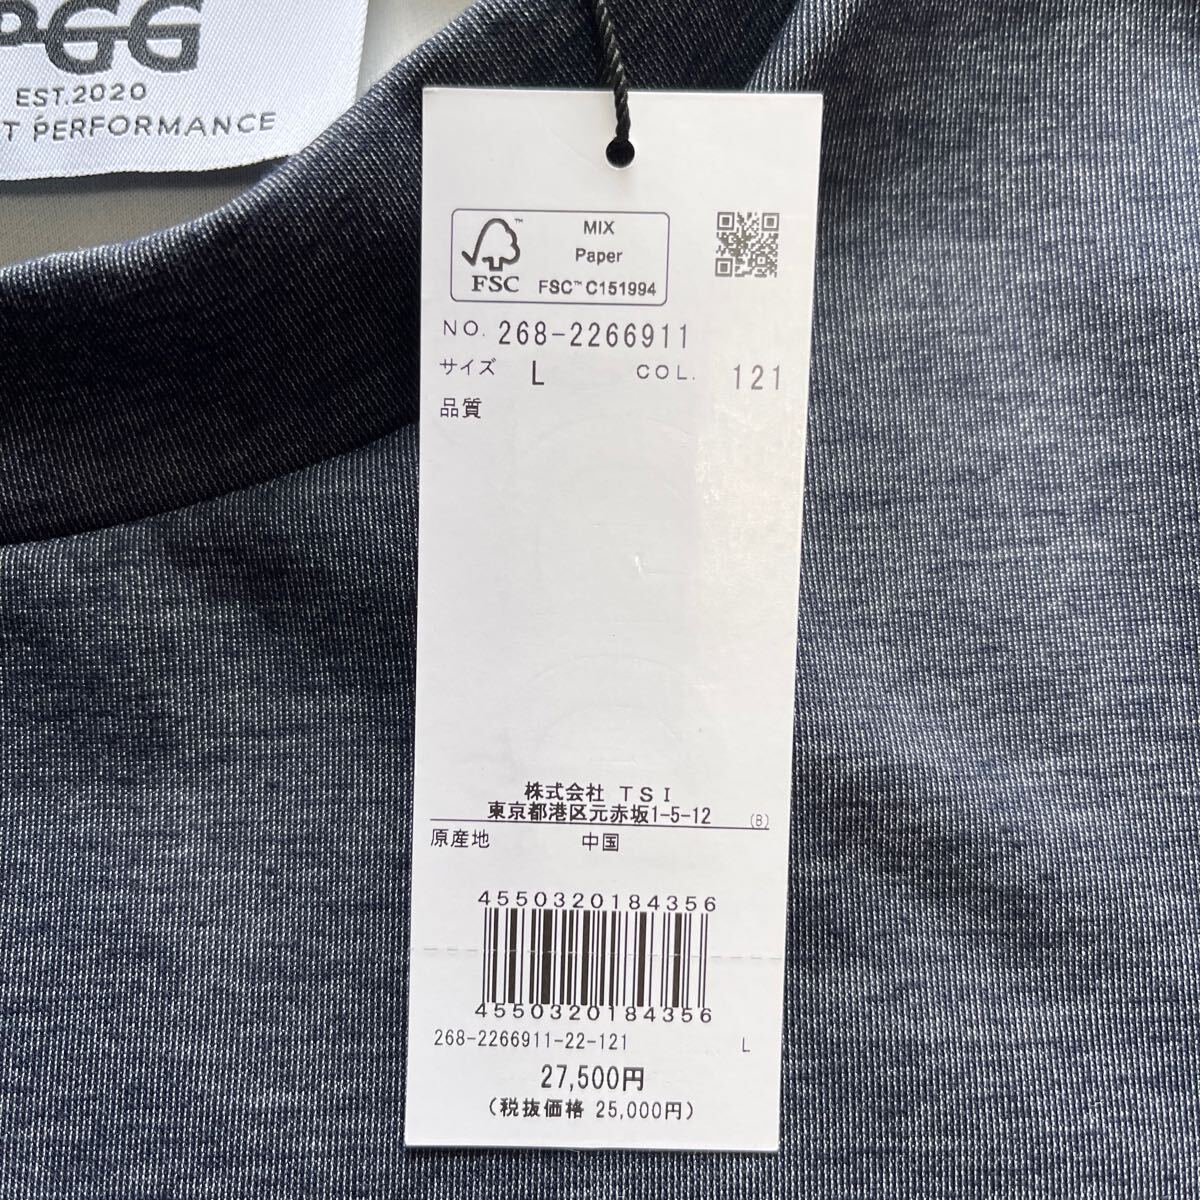 GG
EST.2020
T PERFORMANCE
MIX
Paper
FSC
FSC™ C151994
NO. 268-2266911
サイズ L COL. 121
品質
株式会社 TSI
東京都港区元赤坂1-5-12 (B)
原産地 中国
4550320184356
4550320184356
268-2266911-22-121 L
27,500円
(税抜価格 25,000円)